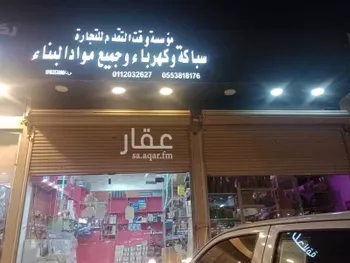 مؤسسة وقت التقدم للتجارة
سباكة وكهرباء وجميع مواد البناء
0112032627 0553818176
عقار
sa.aqar.fm